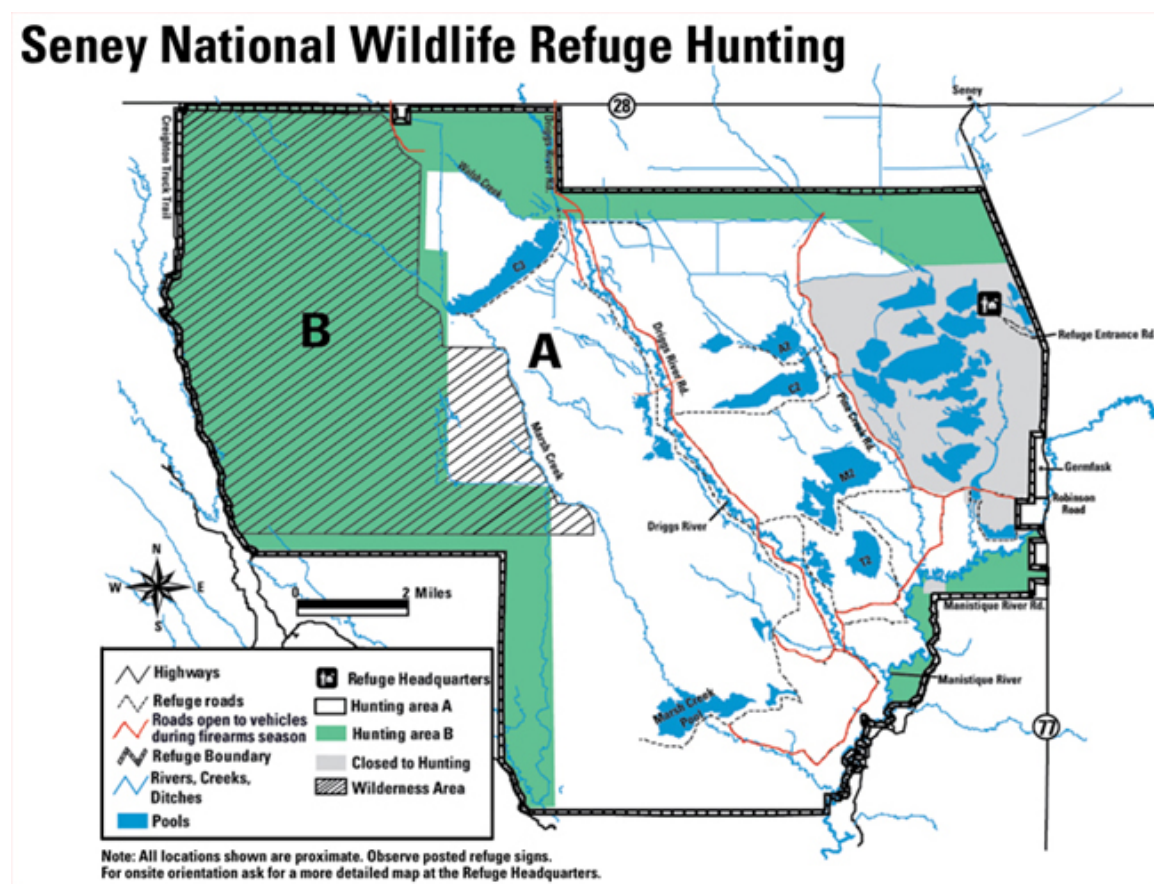 Seney National Wildlife Refuge Hunting
28
Seney
Creighton Truck Trail
Driggs River Rd.
Walsh Creek
C3
B
A
Refuge Entrance Rd.
Driggs River Rd.
A2
C2
Pine Creek Rd.
Marsh Creek
M2
Germfask
Robinson
Road
Driggs River
T2
N
W E
S
0 2 Miles
Manistique River Rd.
Manistique River
Marsh Creek
Pool
77
Highways
Refuge roads
Roads open to vehicles
during firearms season
Refuge Boundary
Rivers, Creeks,
Ditches
Pools
Refuge Headquarters
Hunting area A
Hunting area B
Closed to Hunting
Wilderness Area
Note: All locations shown are proximate. Observe posted refuge signs.
For onsite orientation ask for a more detailed map at the Refuge Headquarters.